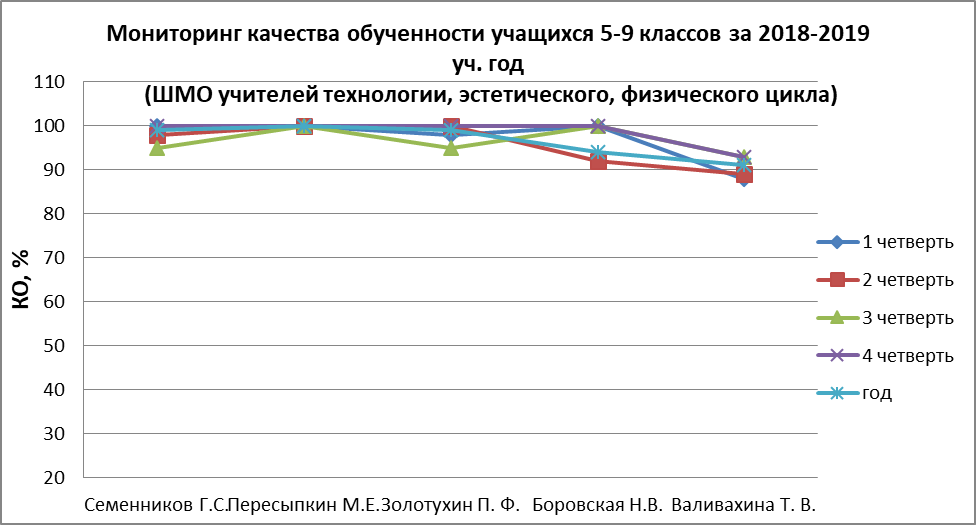 Мониторинг качества обученности учащихся 5-9 классов за 2018-2019
уч. год
(ШМО учителей технологии, эстетического, физического цикла)
110
100
90
80
70
60
50
40
30
20
КО, %
Семенников Г.С. Пересыпкин М.Е. Золотухин П. Ф. Боровская Н.В. Валивахина Т. В.
1 четверть
2 четверть
3 четверть
4 четверть
год